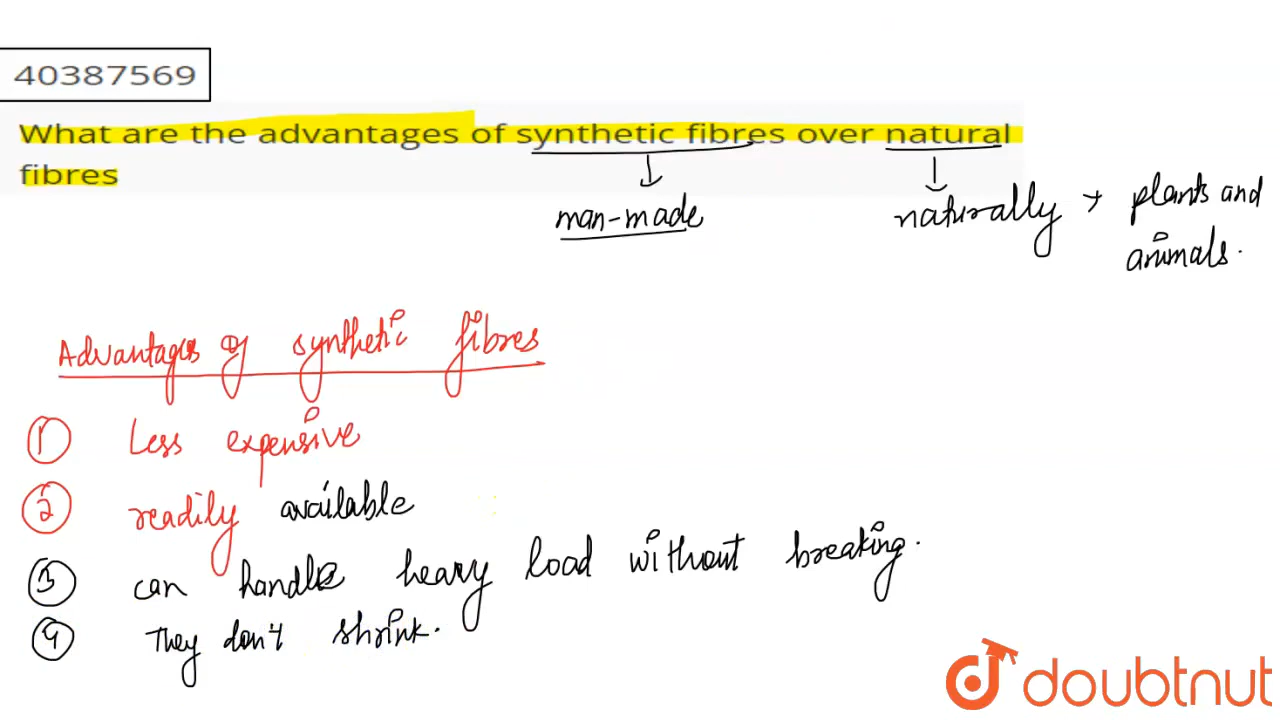 40387569
What are the advantages of synthetic fibres over natural
fibres
man-made
naturally → plants and
animals.
Advantages of synthetic fibres
① Less expensive
② readily available
③ can handle heavy load without breaking.
④ They don't shrink.
doubtnut